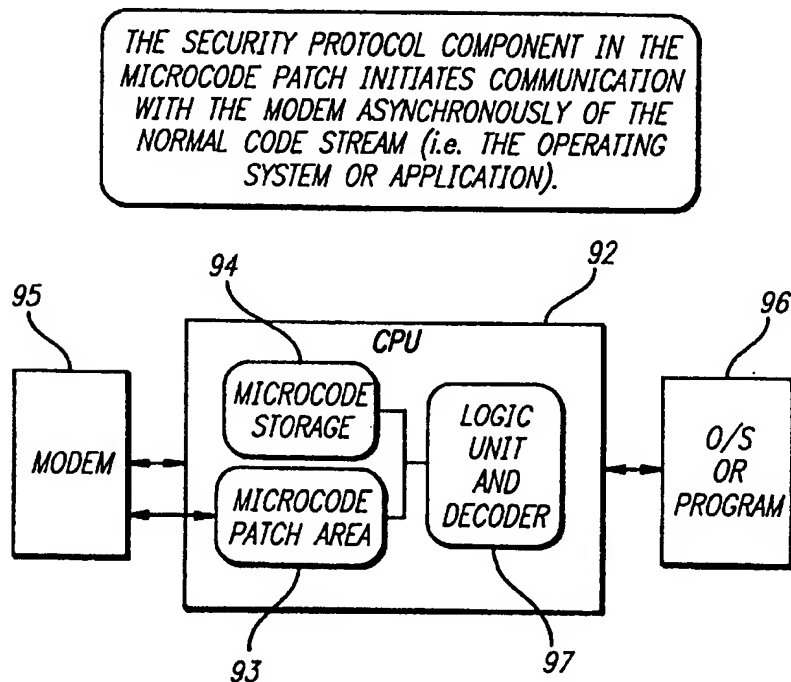 THE SECURITY PROTOCOL COMPONENT IN THE
MICROCODE PATCH INITIATES COMMUNICATION
WITH THE MODEM ASYNCHRONOUSLY OF THE
NORMAL CODE STREAM (i.e. THE OPERATING
SYSTEM OR APPLICATION).
94
92
95
96
CPU
MICROCODE
STORAGE
LOGIC
UNIT
AND
DECODER
MODEM
O/S
OR
PROGRAM
MICROCODE
PATCH AREA
93
97